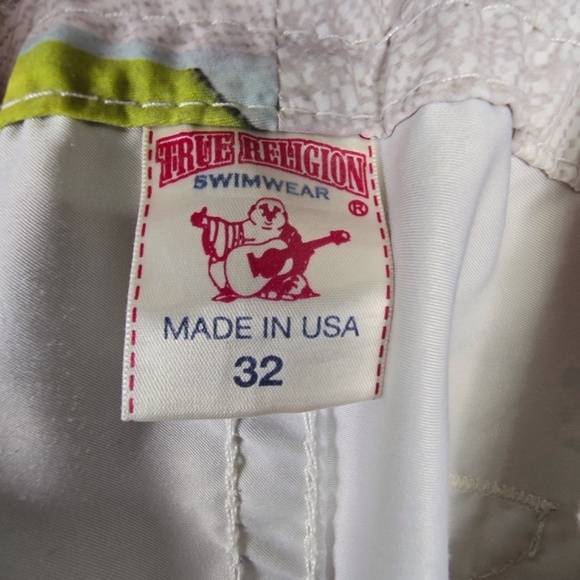 TRUE RELIGION
SWIMWEAR
®
MADE IN USA
32